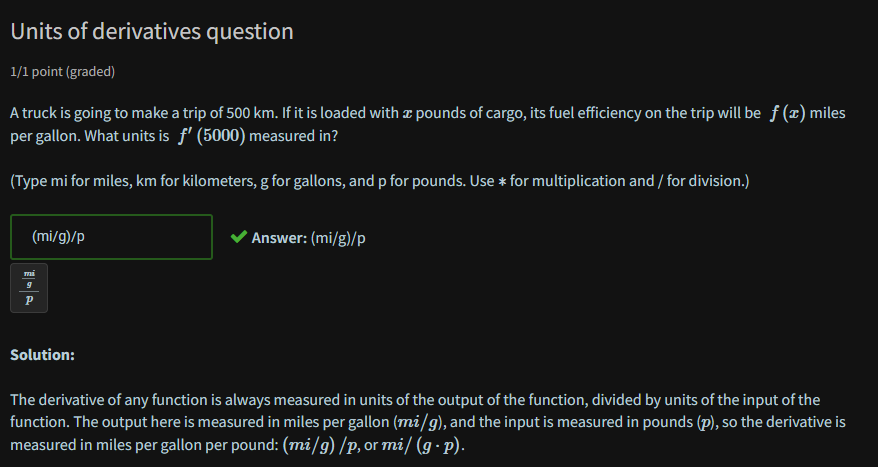 Units of derivatives question
1/1 point (graded)
A truck is going to make a trip of 500 km. If it is loaded with x pounds of cargo, its fuel efficiency on the trip will be f (x) miles
per gallon. What units is f′ (5000) measured in?
(Type mi for miles, km for kilometers, g for gallons, and p for pounds. Use * for multiplication and / for division.)
(mi/g)/p
✔ Answer: (mi/g)/p
mi
g
p
Solution:
The derivative of any function is always measured in units of the output of the function, divided by units of the input of the
function. The output here is measured in miles per gallon (mi/g), and the input is measured in pounds (p), so the derivative is
measured in miles per gallon per pound: (mi/g) /p, or mi/ (g · p).